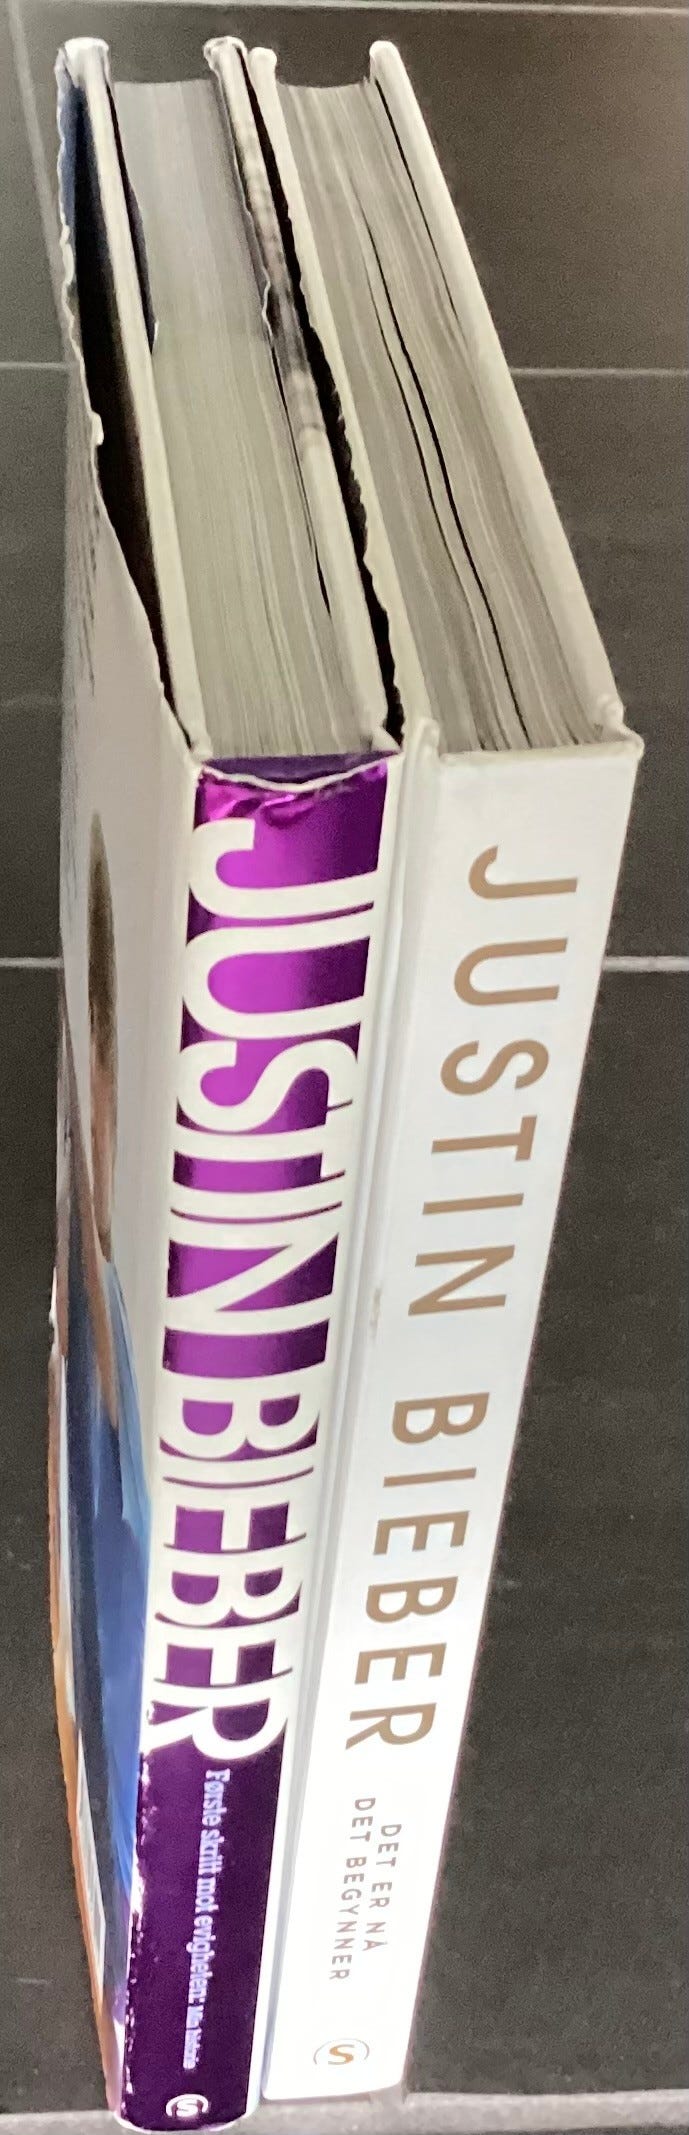 JUSTIN BIEBER
Første skritt mot evigheten: Min historie
S
JUSTIN BIEBER
DET ER NÅ
DET BEGYNNER
S